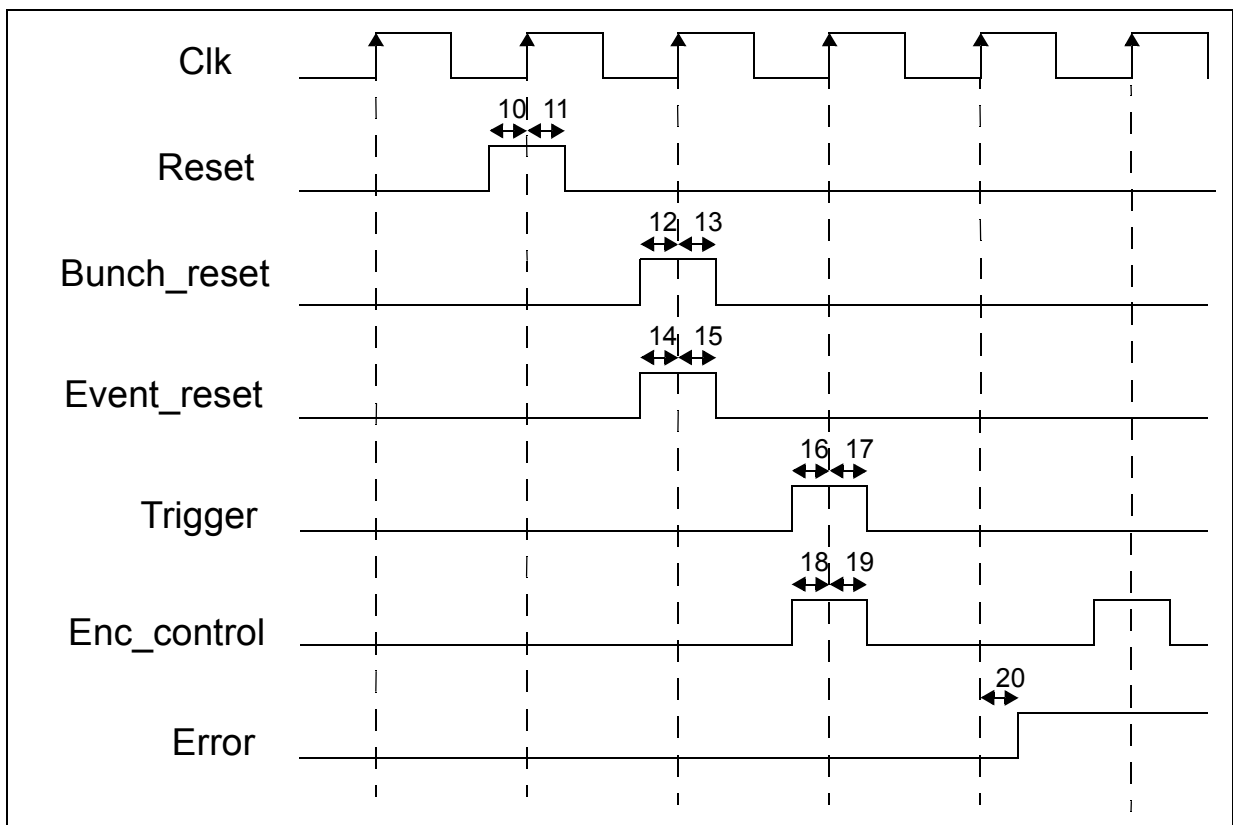 Clk
10 11
Reset
12 13
Bunch_reset
14 15
Event_reset
16 17
Trigger
18 19
Enc_control
20
Error